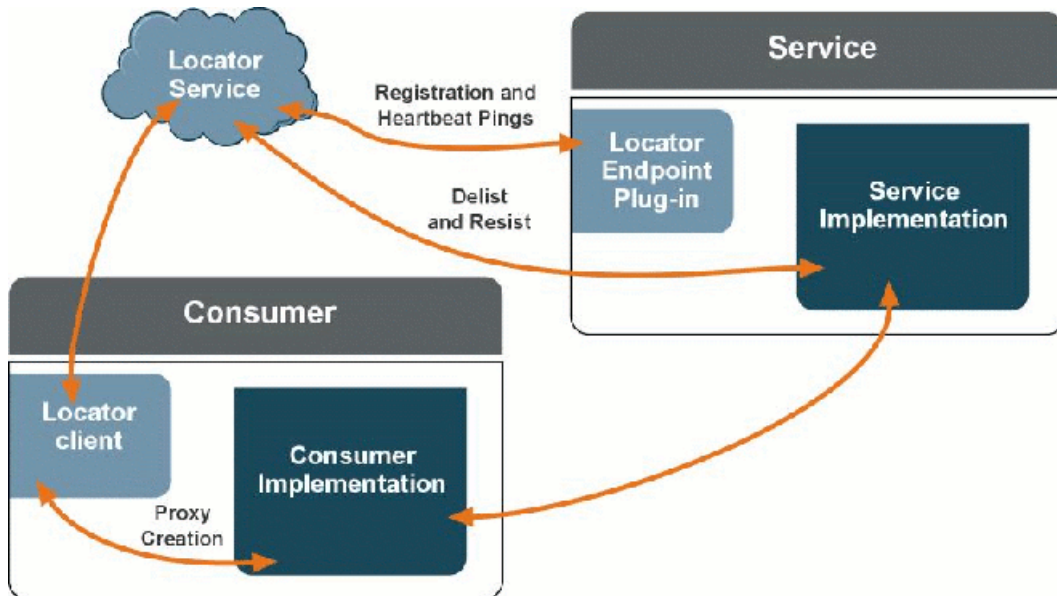 Locator
Service
Service
Registration and
Heartbeat Pings
Locator
Endpoint
Plug-in
Service
Implementation
Delist
and Resist
Consumer
Locator
client
Consumer
Implementation
Proxy
Creation